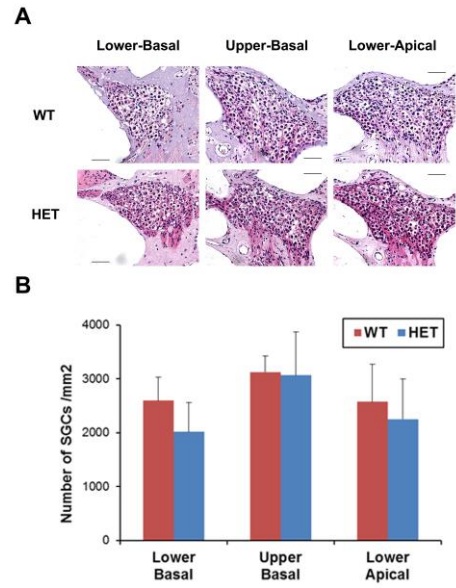 A
Lower-Basal Upper-Basal Lower-Apical
WT
HET
B
Number of SGCs /mm2
4000
3000
2000
1000
0
WT HET
Lower Basal
Upper Basal
Lower Apical